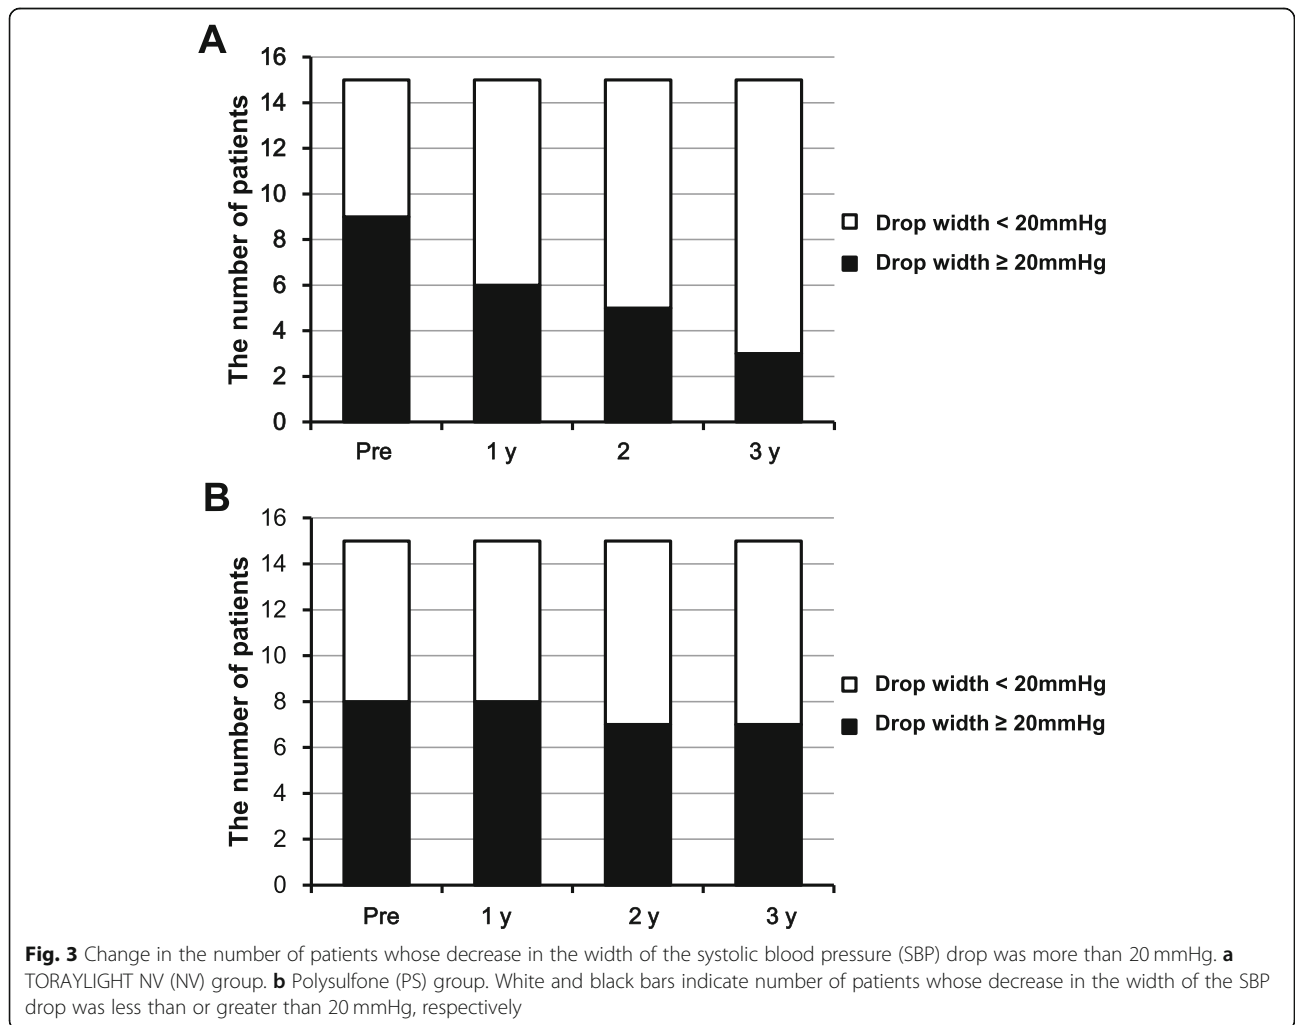 A
16
14
12
10
8
6
4
2
0
The number of patients
Pre 1 y 2 3 y
Drop width < 20mmHg
Drop width ≥ 20mmHg
B
16
14
12
10
8
6
4
2
0
The number of patients
Pre 1 y 2 y 3 y
Drop width < 20mmHg
Drop width ≥ 20mmHg
Fig. 3 Change in the number of patients whose decrease in the width of the systolic blood pressure (SBP) drop was more than 20 mmHg. a
TORAYLIGHT NV (NV) group. b Polysulfone (PS) group. White and black bars indicate number of patients whose decrease in the width of the SBP
drop was less than or greater than 20 mmHg, respectively